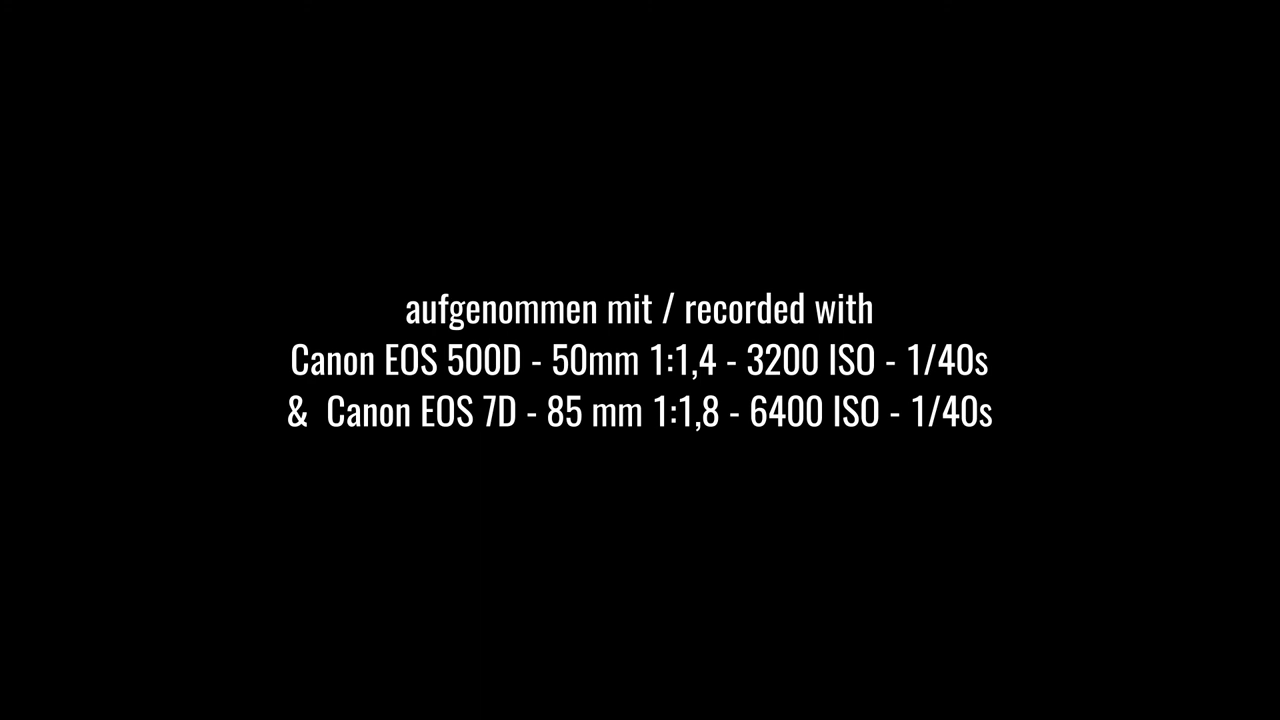 aufgenommen mit / recorded with
Canon EOS 500D - 50mm 1:1,4 - 3200 ISO - 1/40s
& Canon EOS 7D - 85 mm 1:1,8 - 6400 ISO - 1/40s